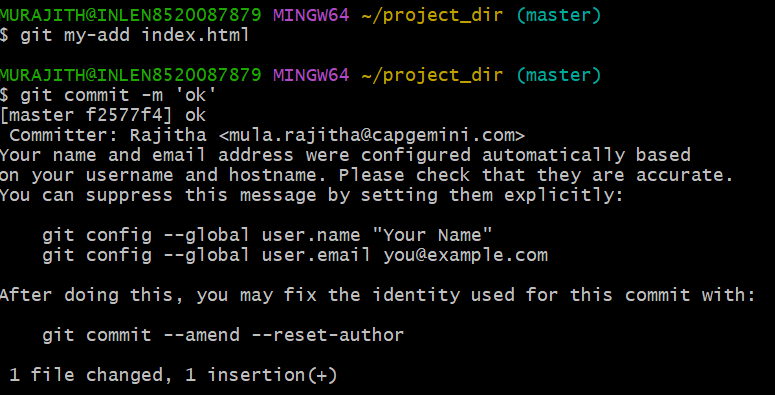 MURAJITH@INLEN8520087879 MINGW64 ~/project_dir (master)
$ git my-add index.html
MURAJITH@INLEN8520087879 MINGW64 ~/project_dir (master)
$ git commit -m 'ok'
[master f2577f4] ok
 Committer: Rajitha <mula.rajitha@capgemini.com>
Your name and email address were configured automatically based
on your username and hostname. Please check that they are accurate.
You can suppress this message by setting them explicitly:
    git config --global user.name "Your Name"
    git config --global user.email you@example.com
After doing this, you may fix the identity used for this commit with:
    git commit --amend --reset-author
 1 file changed, 1 insertion(+)